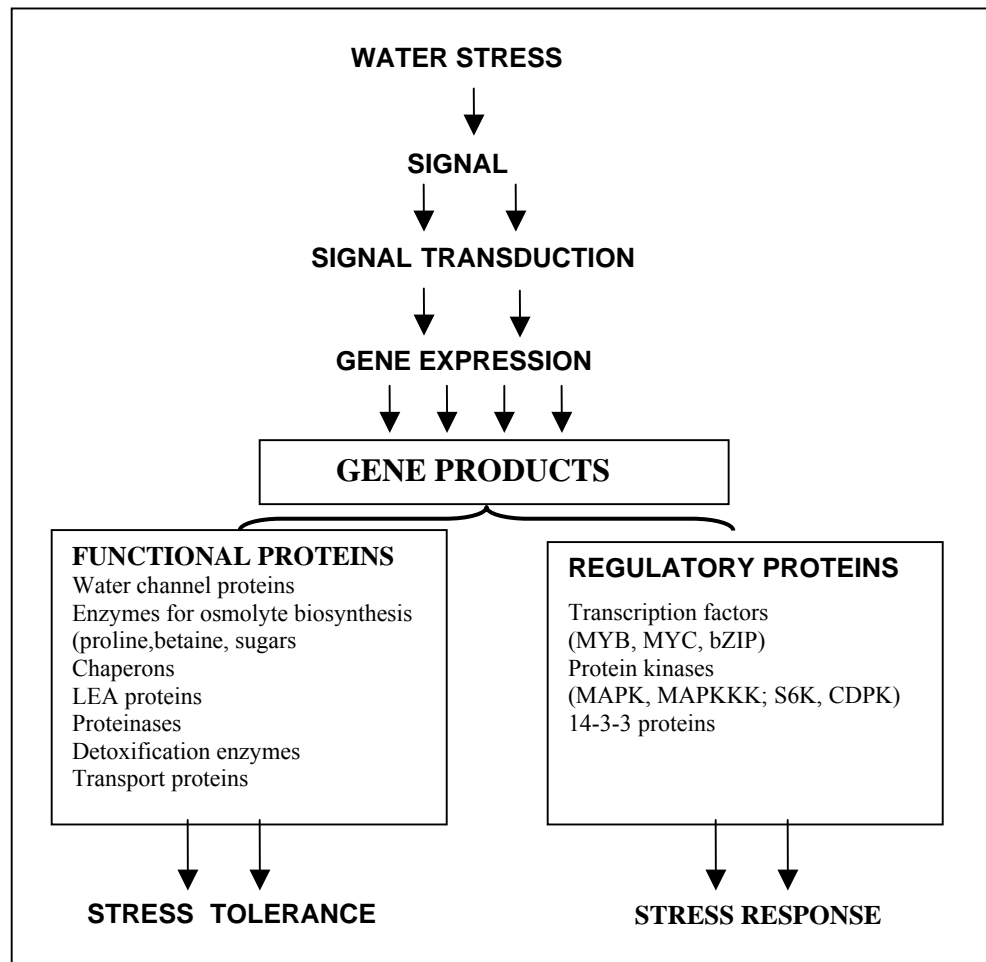 WATER STRESS
SIGNAL
SIGNAL TRANSDUCTION
GENE EXPRESSION
GENE PRODUCTS
FUNCTIONAL PROTEINS
Water channel proteins
Enzymes for osmolyte biosynthesis
(proline,betaine, sugars
Chaperons
LEA proteins
Proteinases
Detoxification enzymes
Transport proteins
REGULATORY PROTEINS
Transcription factors
(MYB, MYC, bZIP)
Protein kinases
(MAPK, MAPKKK; S6K, CDPK)
14-3-3 proteins
STRESS TOLERANCE
STRESS RESPONSE